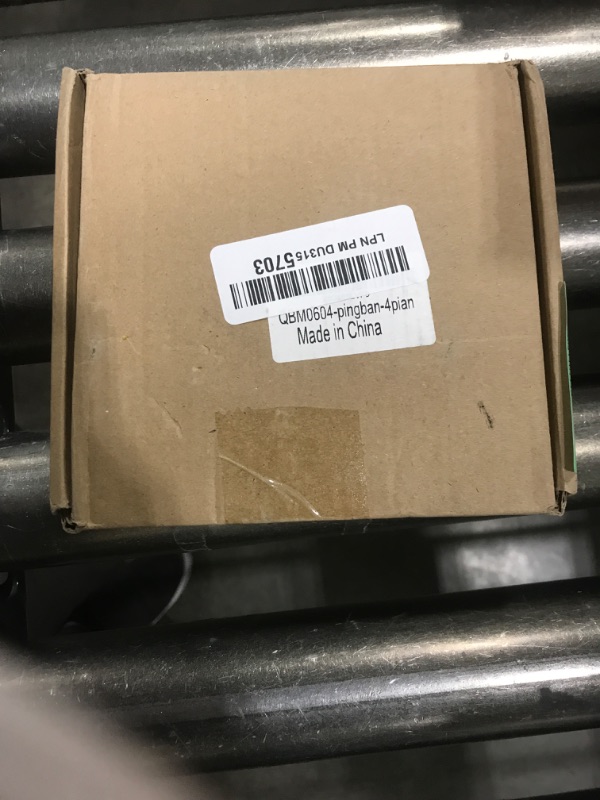 LPN PM DU3155703
QBM0604-pingban-4pian
Made in China